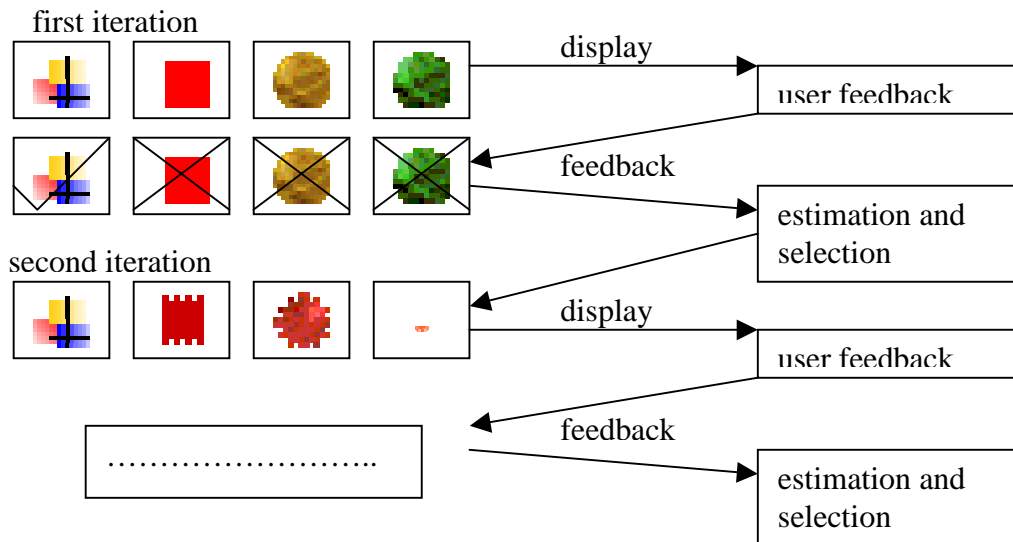 first iteration
display
user feedback
feedback
estimation and
selection
second iteration
display
user feedback
feedback
estimation and
selection
………………………..